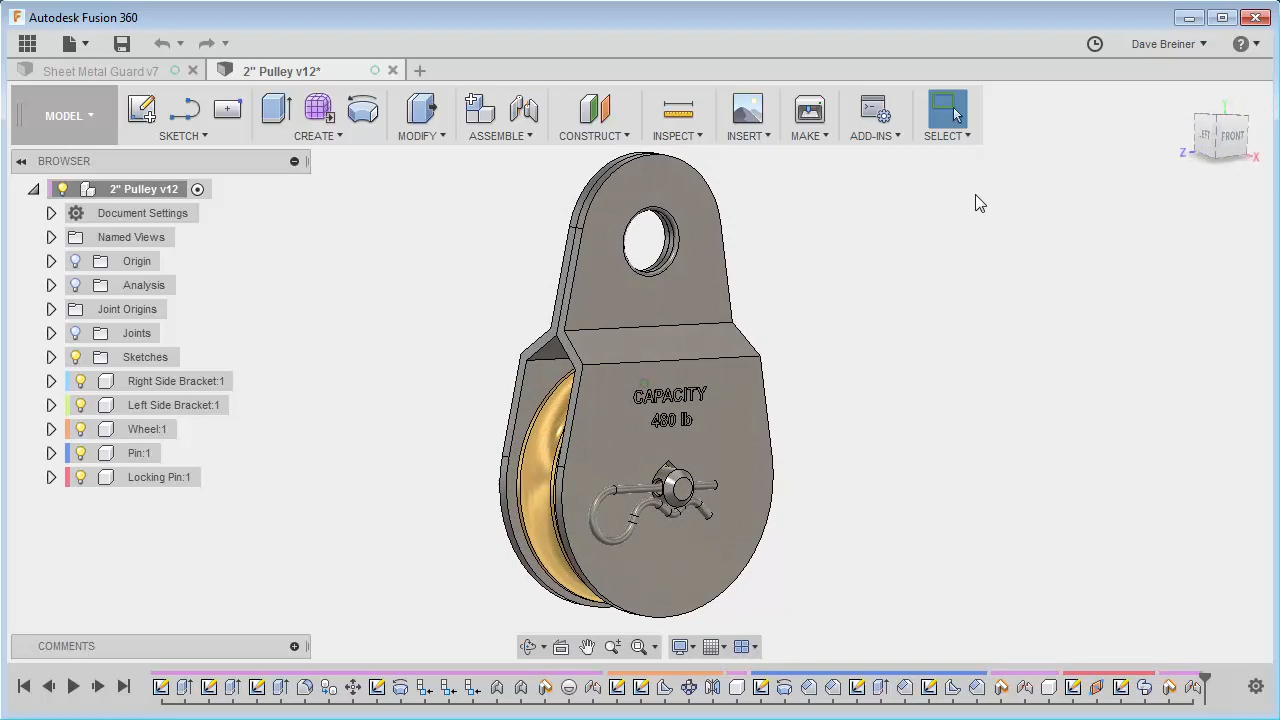 Autodesk Fusion 360
Dave Breiner
Sheet Metal Guard v7
2" Pulley v12*
MODEL
SKETCH
CREATE
MODIFY
ASSEMBLE
CONSTRUCT
INSPECT
INSERT
MAKE
ADD-INS
SELECT
LEFT
FRONT
Y
Z
X
BROWSER
2" Pulley v12
Document Settings
Named Views
Origin
Analysis
Joint Origins
Joints
Sketches
Right Side Bracket:1
Left Side Bracket:1
Wheel:1
Pin:1
Locking Pin:1
CAPACITY
480 lb
COMMENTS